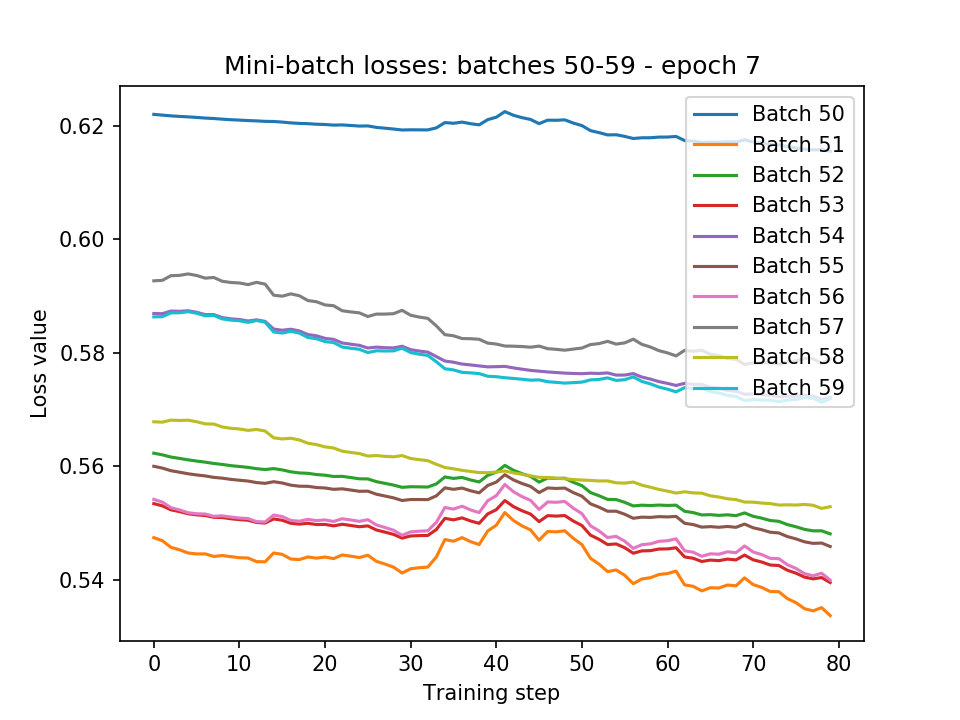 Mini-batch losses: batches 50-59 - epoch 7
Loss value
0.62
0.60
0.58
0.56
0.54
Batch 50
Batch 51
Batch 52
Batch 53
Batch 54
Batch 55
Batch 56
Batch 57
Batch 58
Batch 59
0 10 20 30 40 50 60 70 80
Training step